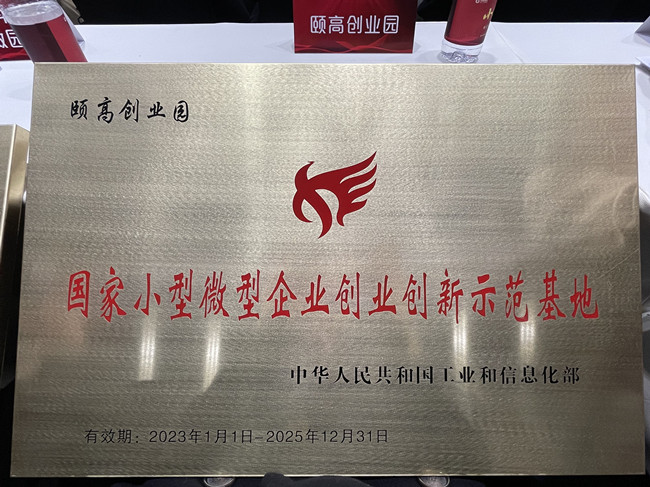 颐高创业园
颐高创业园
国家小型微型企业创业创新示范基地
中华人民共和国工业和信息化部
有效期：2023年1月1日-2025年12月31日